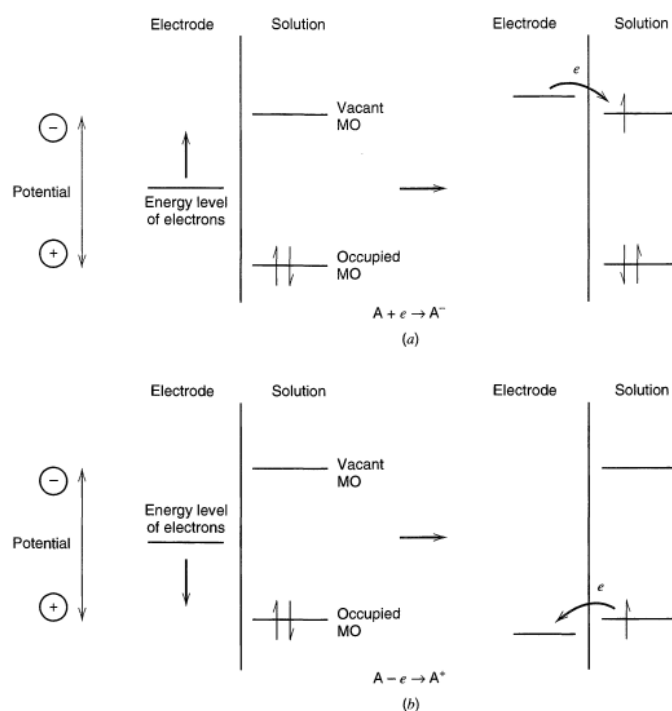 Electrode Solution Electrode Solution
e
−
Vacant
MO
Potential
Energy level
of electrons
+
Occupied
MO
A + e → A⁻
(a)
Electrode Solution Electrode Solution
−
Vacant
MO
Energy level
of electrons
Potential
e
+
Occupied
MO
A − e → A⁺
(b)